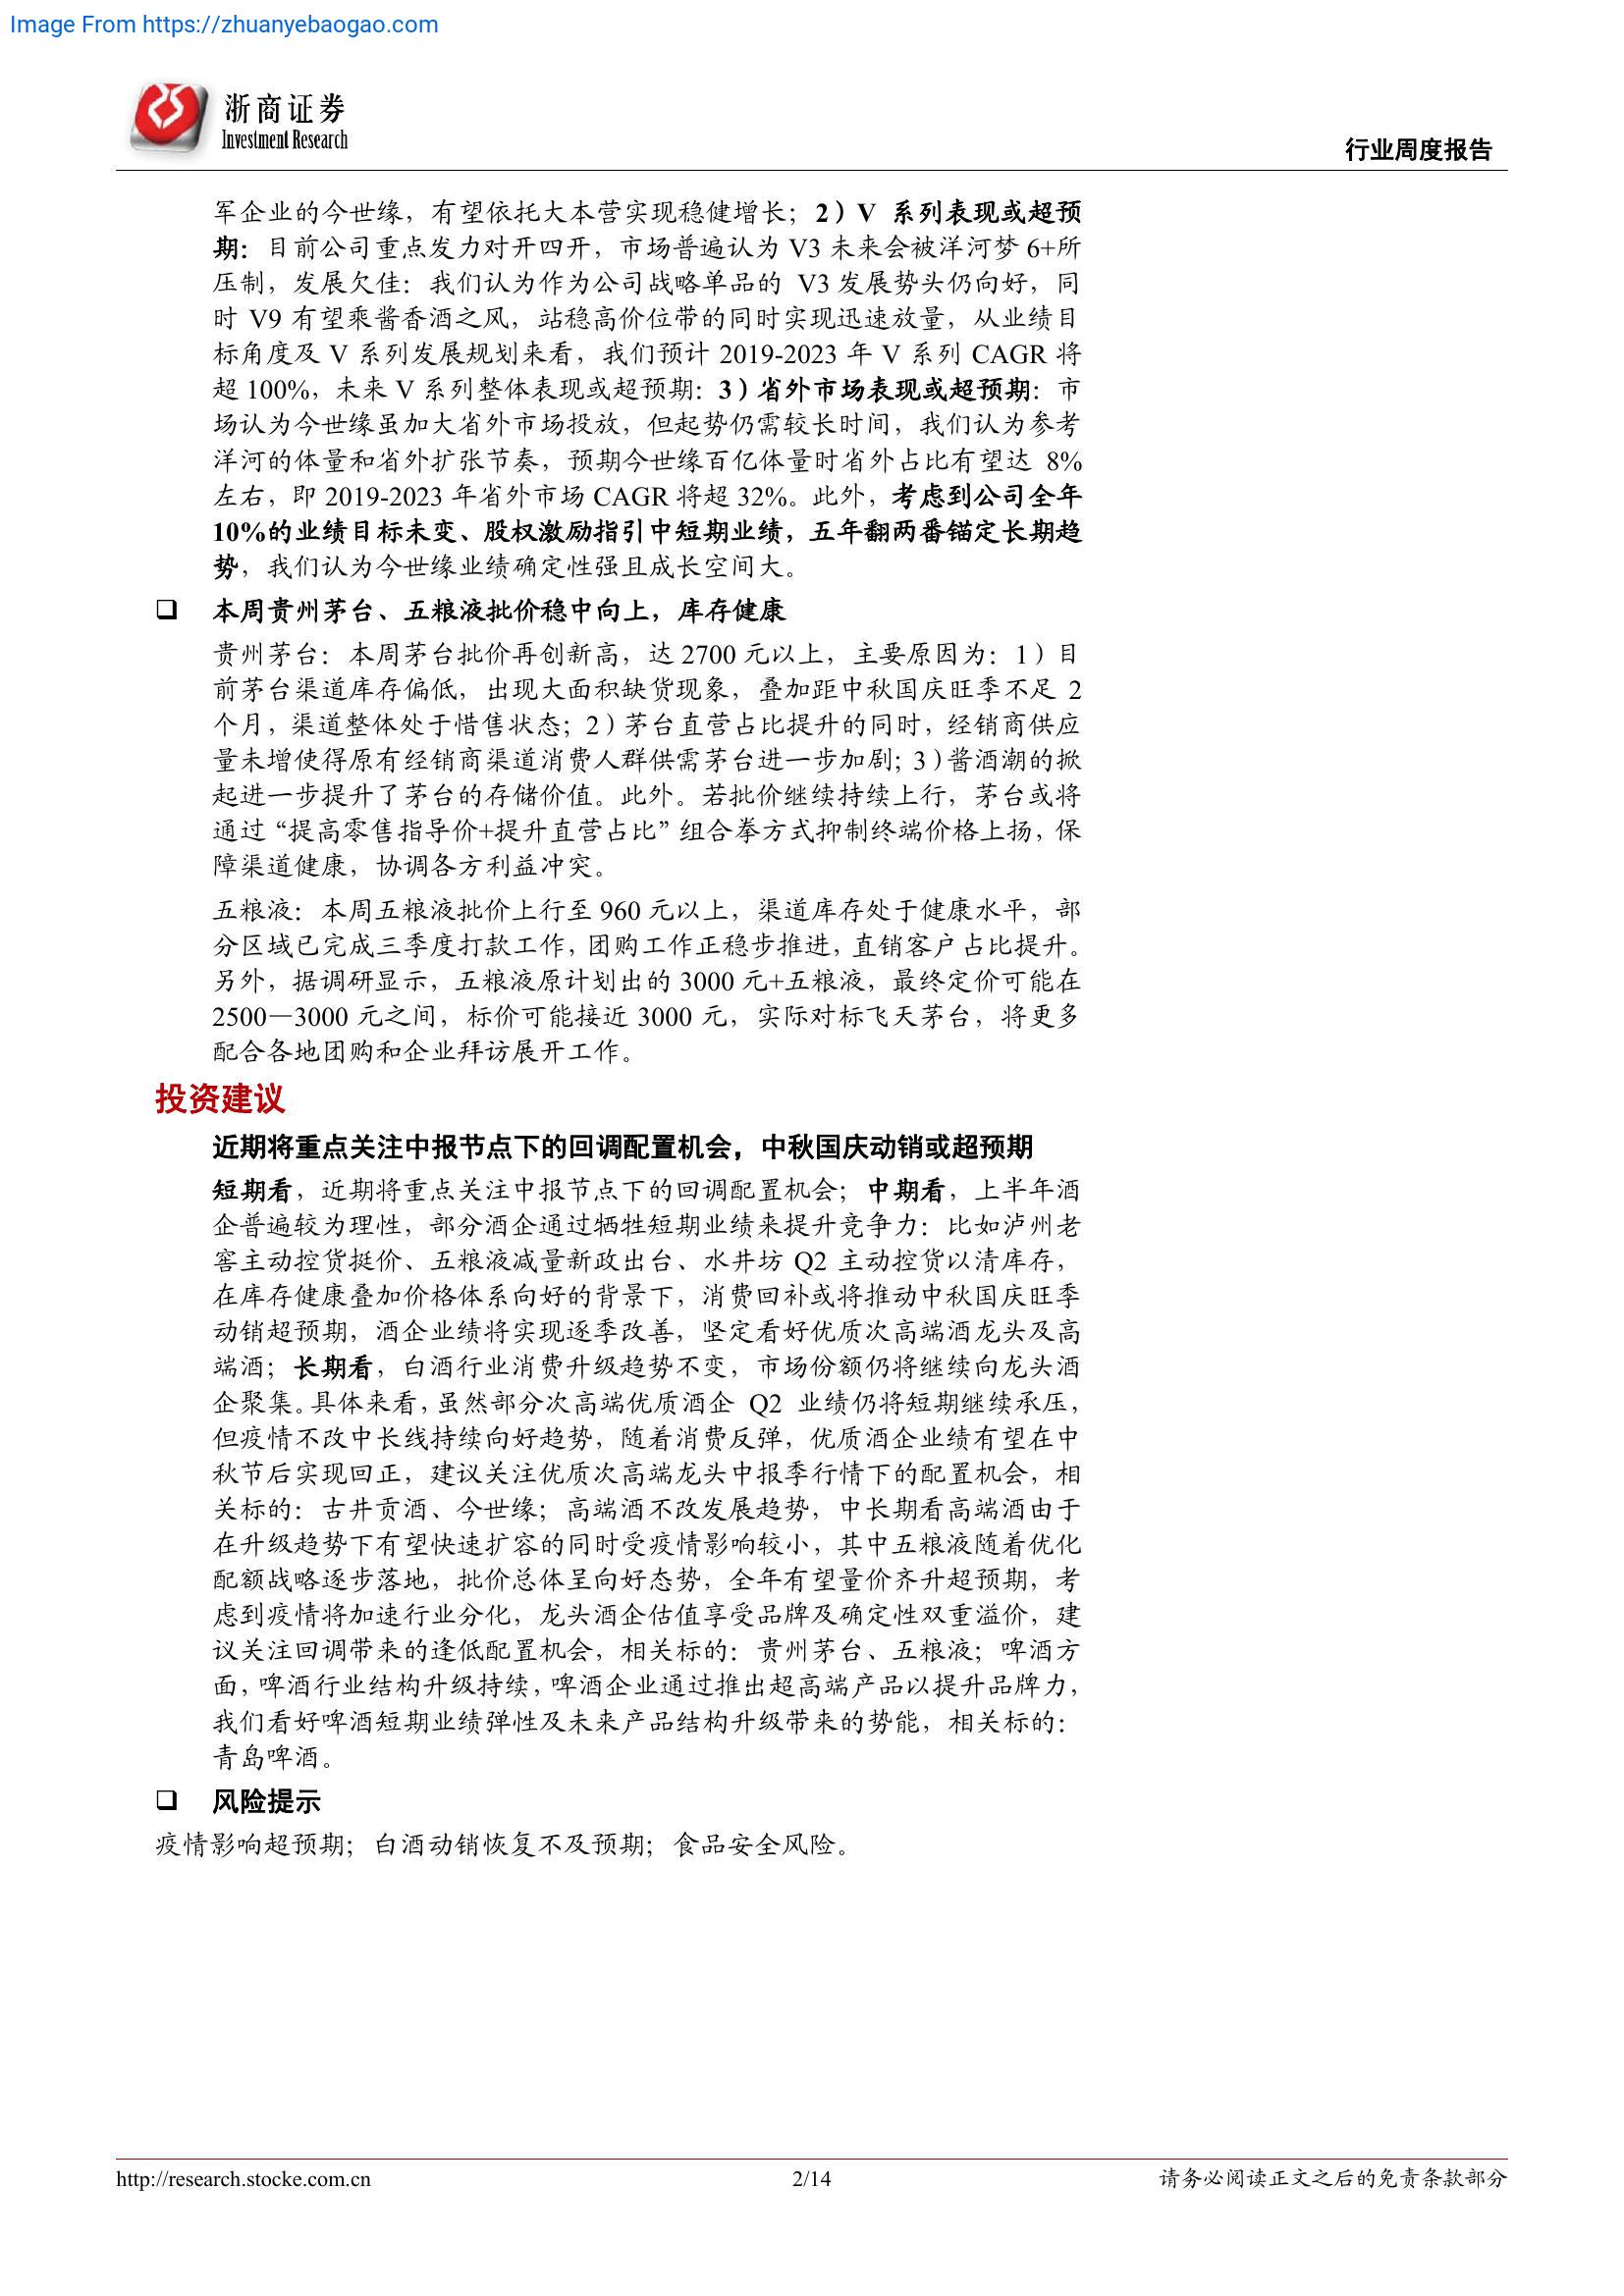 Image From https://zhuanyebaogao.com
浙商证券
Investment Research
行业周度报告
军企业的今世缘，有望依托大本营实现稳健增长；2）V 系列表现或超预
期：目前公司重点发力对开四开，市场普遍认为 V3 未来会被洋河梦 6+所
压制，发展欠佳：我们认为作为公司战略单品的 V3 发展势头仍向好，同
时 V9 有望乘酱香酒之风，站稳高价位带的同时实现迅速放量，从业绩目
标角度及 V 系列发展规划来看，我们预计 2019-2023 年 V 系列 CAGR 将
超 100%，未来 V 系列整体表现或超预期：3）省外市场表现或超预期：市
场认为今世缘虽加大省外市场投放，但起势仍需较长时间，我们认为参考
洋河的体量和省外扩张节奏，预期今世缘百亿体量时省外占比有望达 8%
左右，即 2019-2023 年省外市场 CAGR 将超 32%。此外，考虑到公司全年
10%的业绩目标未变、股权激励指引中短期业绩，五年翻两番锚定长期趋
势，我们认为今世缘业绩确定性强且成长空间大。
❑ 本周贵州茅台、五粮液批价稳中向上，库存健康
贵州茅台：本周茅台批价再创新高，达 2700 元以上，主要原因为：1）目
前茅台渠道库存偏低，出现大面积缺货现象，叠加距中秋国庆旺季不足 2
个月，渠道整体处于惜售状态；2）茅台直营占比提升的同时，经销商供应
量未增使得原有经销商渠道消费人群供需茅台进一步加剧；3）酱酒潮的掀
起进一步提升了茅台的存储价值。此外。若批价继续持续上行，茅台或将
通过“提高零售指导价+提升直营占比”组合拳方式抑制终端价格上扬，保
障渠道健康，协调各方利益冲突。
五粮液：本周五粮液批价上行至 960 元以上，渠道库存处于健康水平，部
分区域已完成三季度打款工作，团购工作正稳步推进，直销客户占比提升。
另外，据调研显示，五粮液原计划出的 3000 元+五粮液，最终定价可能在
2500—3000 元之间，标价可能接近 3000 元，实际对标飞天茅台，将更多
配合各地团购和企业拜访展开工作。
投资建议
近期将重点关注中报节点下的回调配置机会，中秋国庆动销或超预期
短期看，近期将重点关注中报节点下的回调配置机会；中期看，上半年酒
企普遍较为理性，部分酒企通过牺牲短期业绩来提升竞争力：比如泸州老
窖主动控货挺价、五粮液减量新政出台、水井坊 Q2 主动控货以清库存，
在库存健康叠加价格体系向好的背景下，消费回补或将推动中秋国庆旺季
动销超预期，酒企业绩将实现逐季改善，坚定看好优质次高端酒龙头及高
端酒；长期看，白酒行业消费升级趋势不变，市场份额仍将继续向龙头酒
企聚集。具体来看，虽然部分次高端优质酒企 Q2 业绩仍将短期继续承压，
但疫情不改中长线持续向好趋势，随着消费反弹，优质酒企业绩有望在中
秋节后实现回正，建议关注优质次高端龙头中报季行情下的配置机会，相
关标的：古井贡酒、今世缘；高端酒不改发展趋势，中长期看高端酒由于
在升级趋势下有望快速扩容的同时受疫情影响较小，其中五粮液随着优化
配额战略逐步落地，批价总体呈向好态势，全年有望量价齐升超预期，考
虑到疫情将加速行业分化，龙头酒企估值享受品牌及确定性双重溢价，建
议关注回调带来的逢低配置机会，相关标的：贵州茅台、五粮液；啤酒方
面，啤酒行业结构升级持续，啤酒企业通过推出超高端产品以提升品牌力，
我们看好啤酒短期业绩弹性及未来产品结构升级带来的势能，相关标的：
青岛啤酒。
❑ 风险提示
疫情影响超预期；白酒动销恢复不及预期；食品安全风险。
http://research.stocke.com.cn
2/14
请务必阅读正文之后的免责条款部分